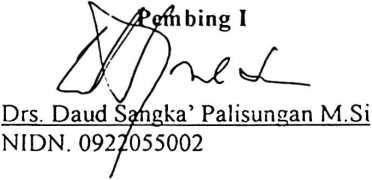 Pembing I
Drs. Daud Sangka' Palisungan M.Si
NIDN. 0922055002